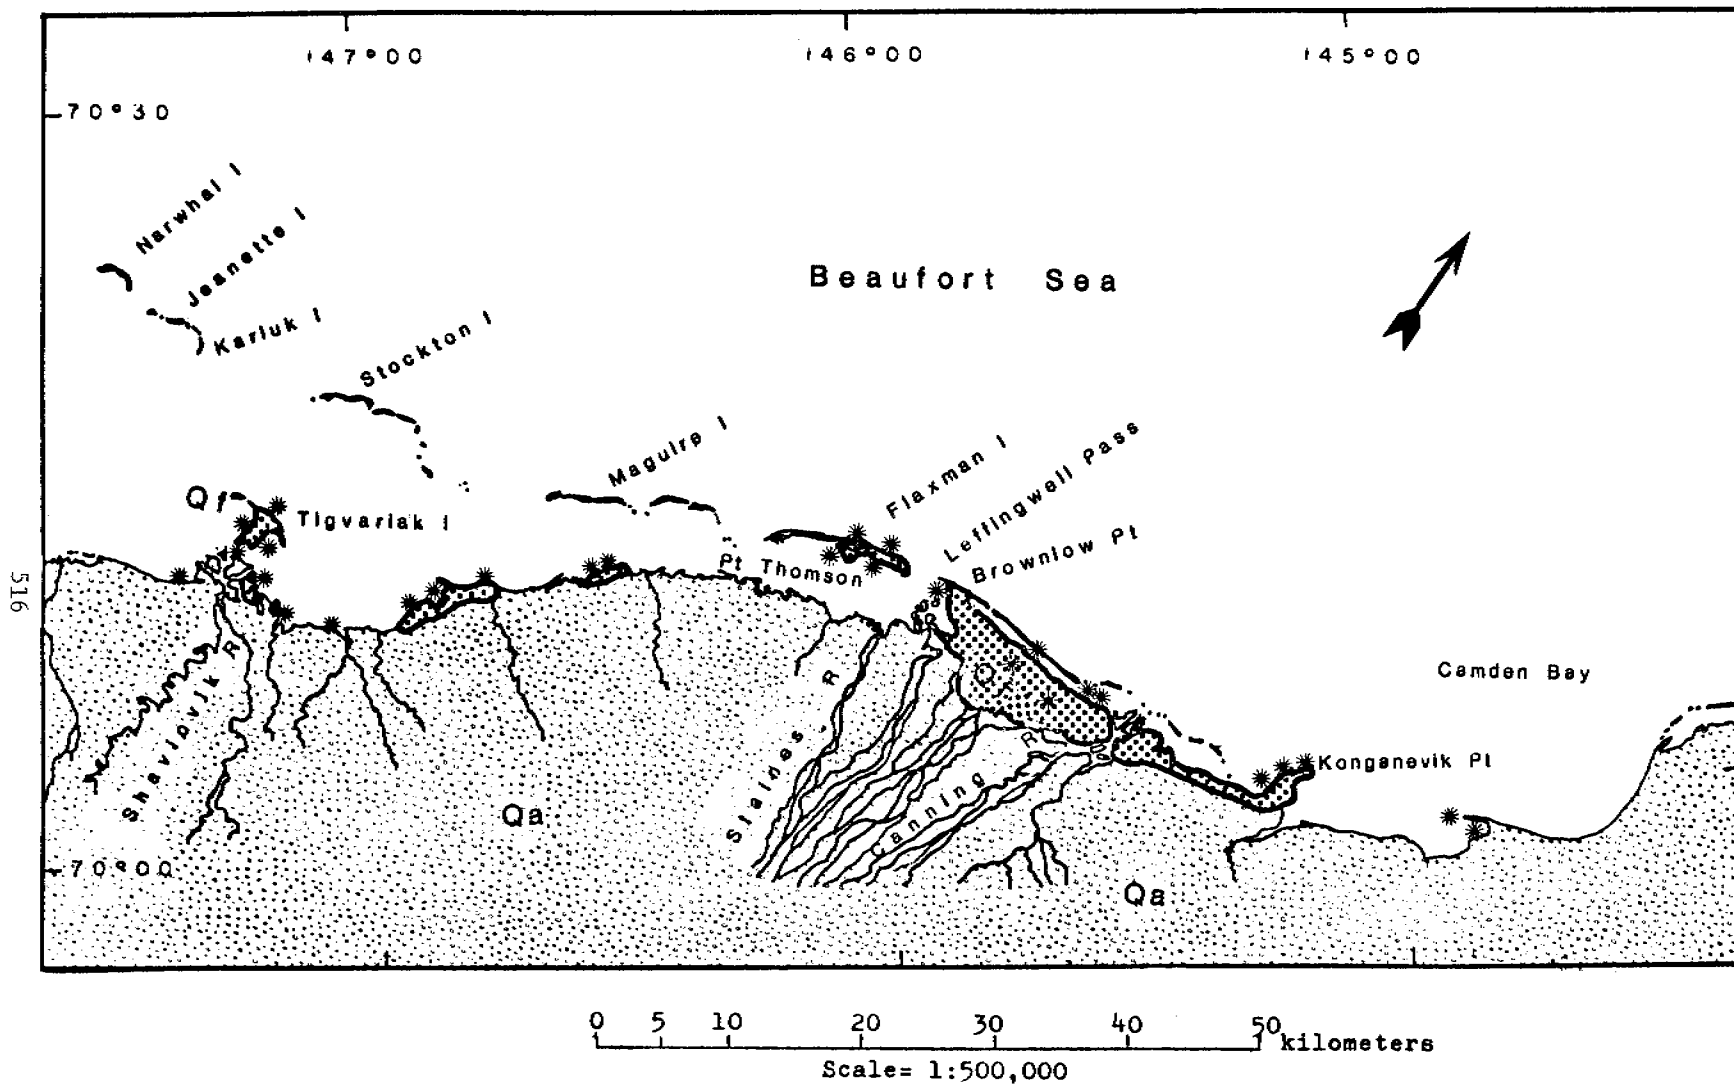 147°00
146°00
145°00
70°30
Narwhal I
Jeanette I
Karluk I
Beaufort Sea
Stockton I
Maguire I
Flaxman I
Leffingwell Pass
Brownlow Pt
Qf
Tigvariak I
Pt Thomson
516
Camden Bay
Shaviovik R
Staines R
Canning R
Konganevik Pt
Qa
70°00
Qa
0 5 10 20 30 40 50 kilometers
Scale= 1:500,000